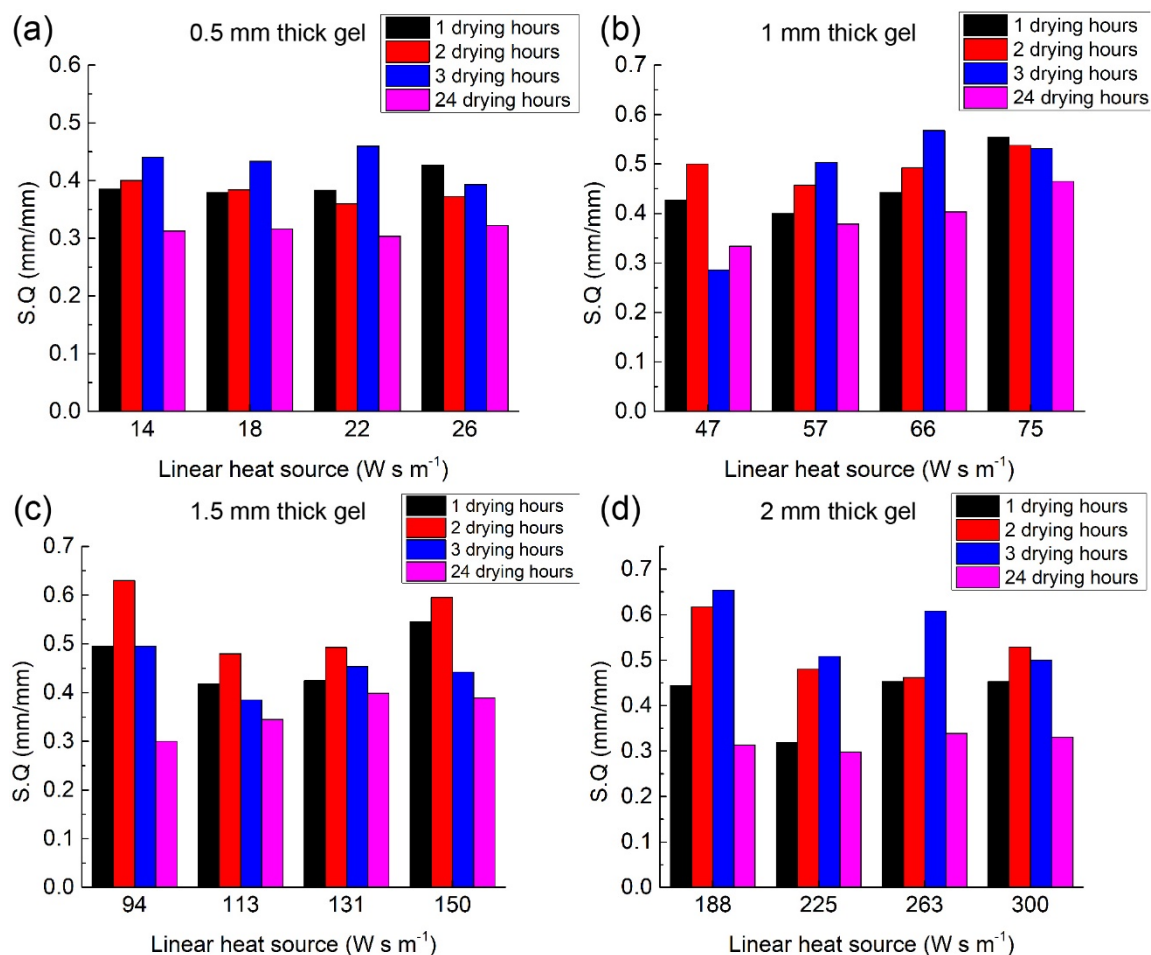 (a)
0.5 mm thick gel
1 drying hours
2 drying hours
3 drying hours
24 drying hours
0.6
0.5
0.4
0.3
0.2
0.1
0.0
S.Q (mm/mm)
14 18 22 26
Linear heat source (W s m⁻¹)
(b)
1 mm thick gel
1 drying hours
2 drying hours
3 drying hours
24 drying hours
0.7
0.6
0.5
0.4
0.3
0.2
0.1
0.0
S.Q (mm/mm)
47 57 66 75
Linear heat source (W s m⁻¹)
(c)
1.5 mm thick gel
1 drying hours
2 drying hours
3 drying hours
24 drying hours
0.7
0.6
0.5
0.4
0.3
0.2
0.1
0.0
S.Q (mm/mm)
94 113 131 150
Linear heat source (W s m⁻¹)
(d)
2 mm thick gel
1 drying hours
2 drying hours
3 drying hours
24 drying hours
0.7
0.6
0.5
0.4
0.3
0.2
0.1
0.0
S.Q (mm/mm)
188 225 263 300
Linear heat source (W s m⁻¹)